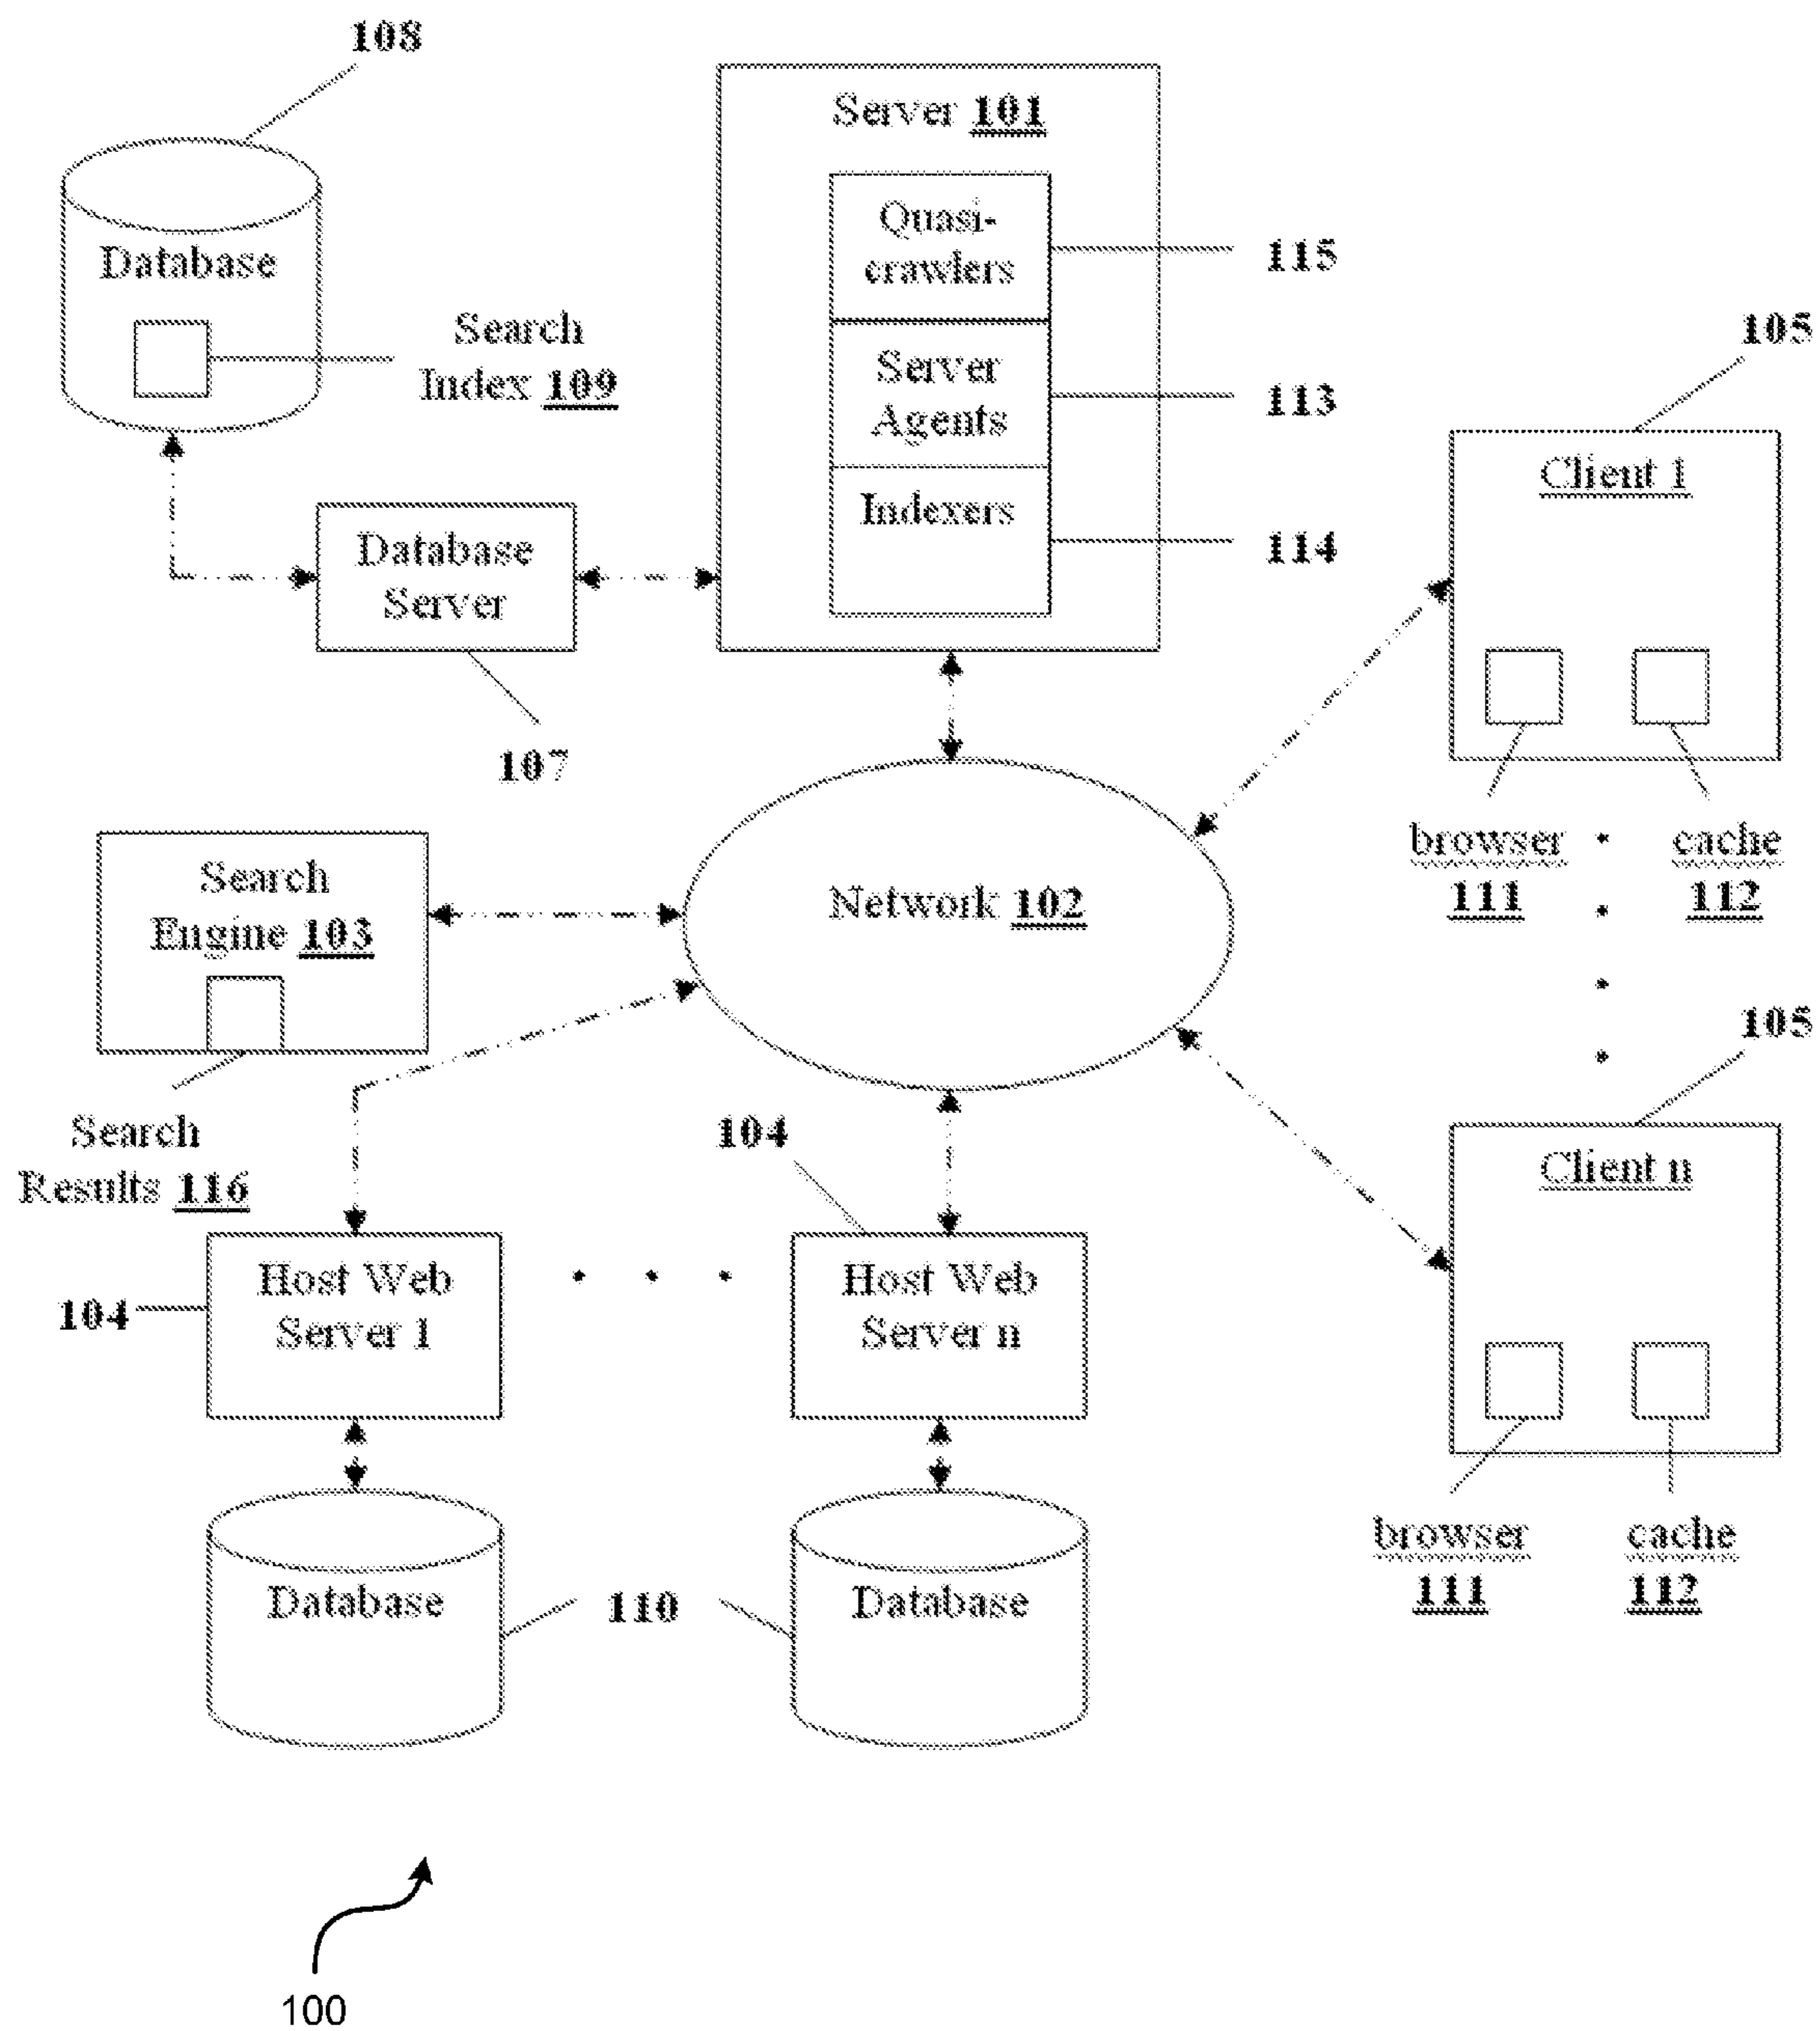 108
Server 101
Quasi-
crawlers
115
Database
Search
Index 109
Server
Agents
113
105
Client 1
Indexers
114
Database
Server
107
browser
111
cache
112
Search
Engine 103
Network 102
Search
Results 116
104
105
Client n
Host Web
Server 1
104
Host Web
Server n
browser
111
cache
112
Database
110
Database
100